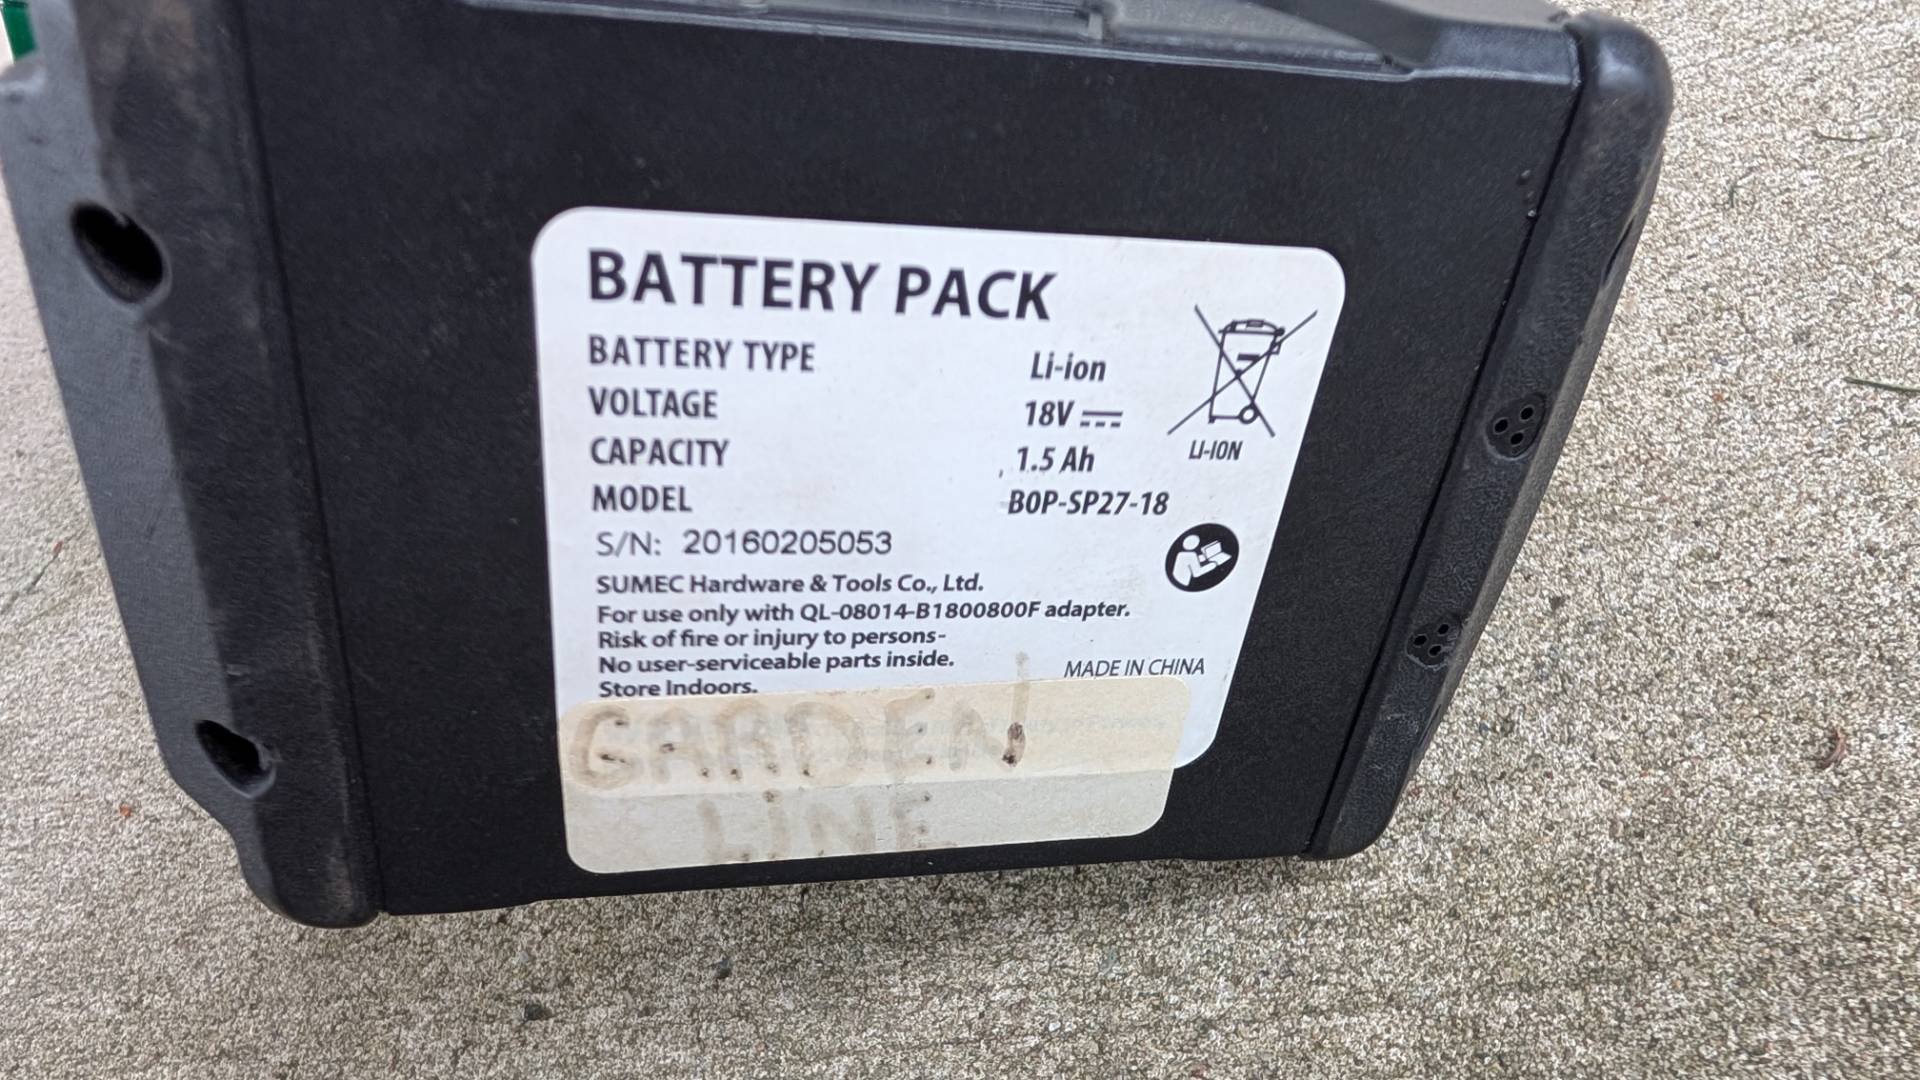 BATTERY PACK
BATTERY TYPE Li-ion
VOLTAGE 18V
CAPACITY 1.5 Ah
MODEL B0P-SP27-18
LI-ION
S/N: 20160205053
SUMEC Hardware & Tools Co., Ltd.
For use only with QL-08014-B1800800F adapter.
Risk of fire or injury to persons-
No user-serviceable parts inside.
Store Indoors.
MADE IN CHINA
GARDEN
LINE